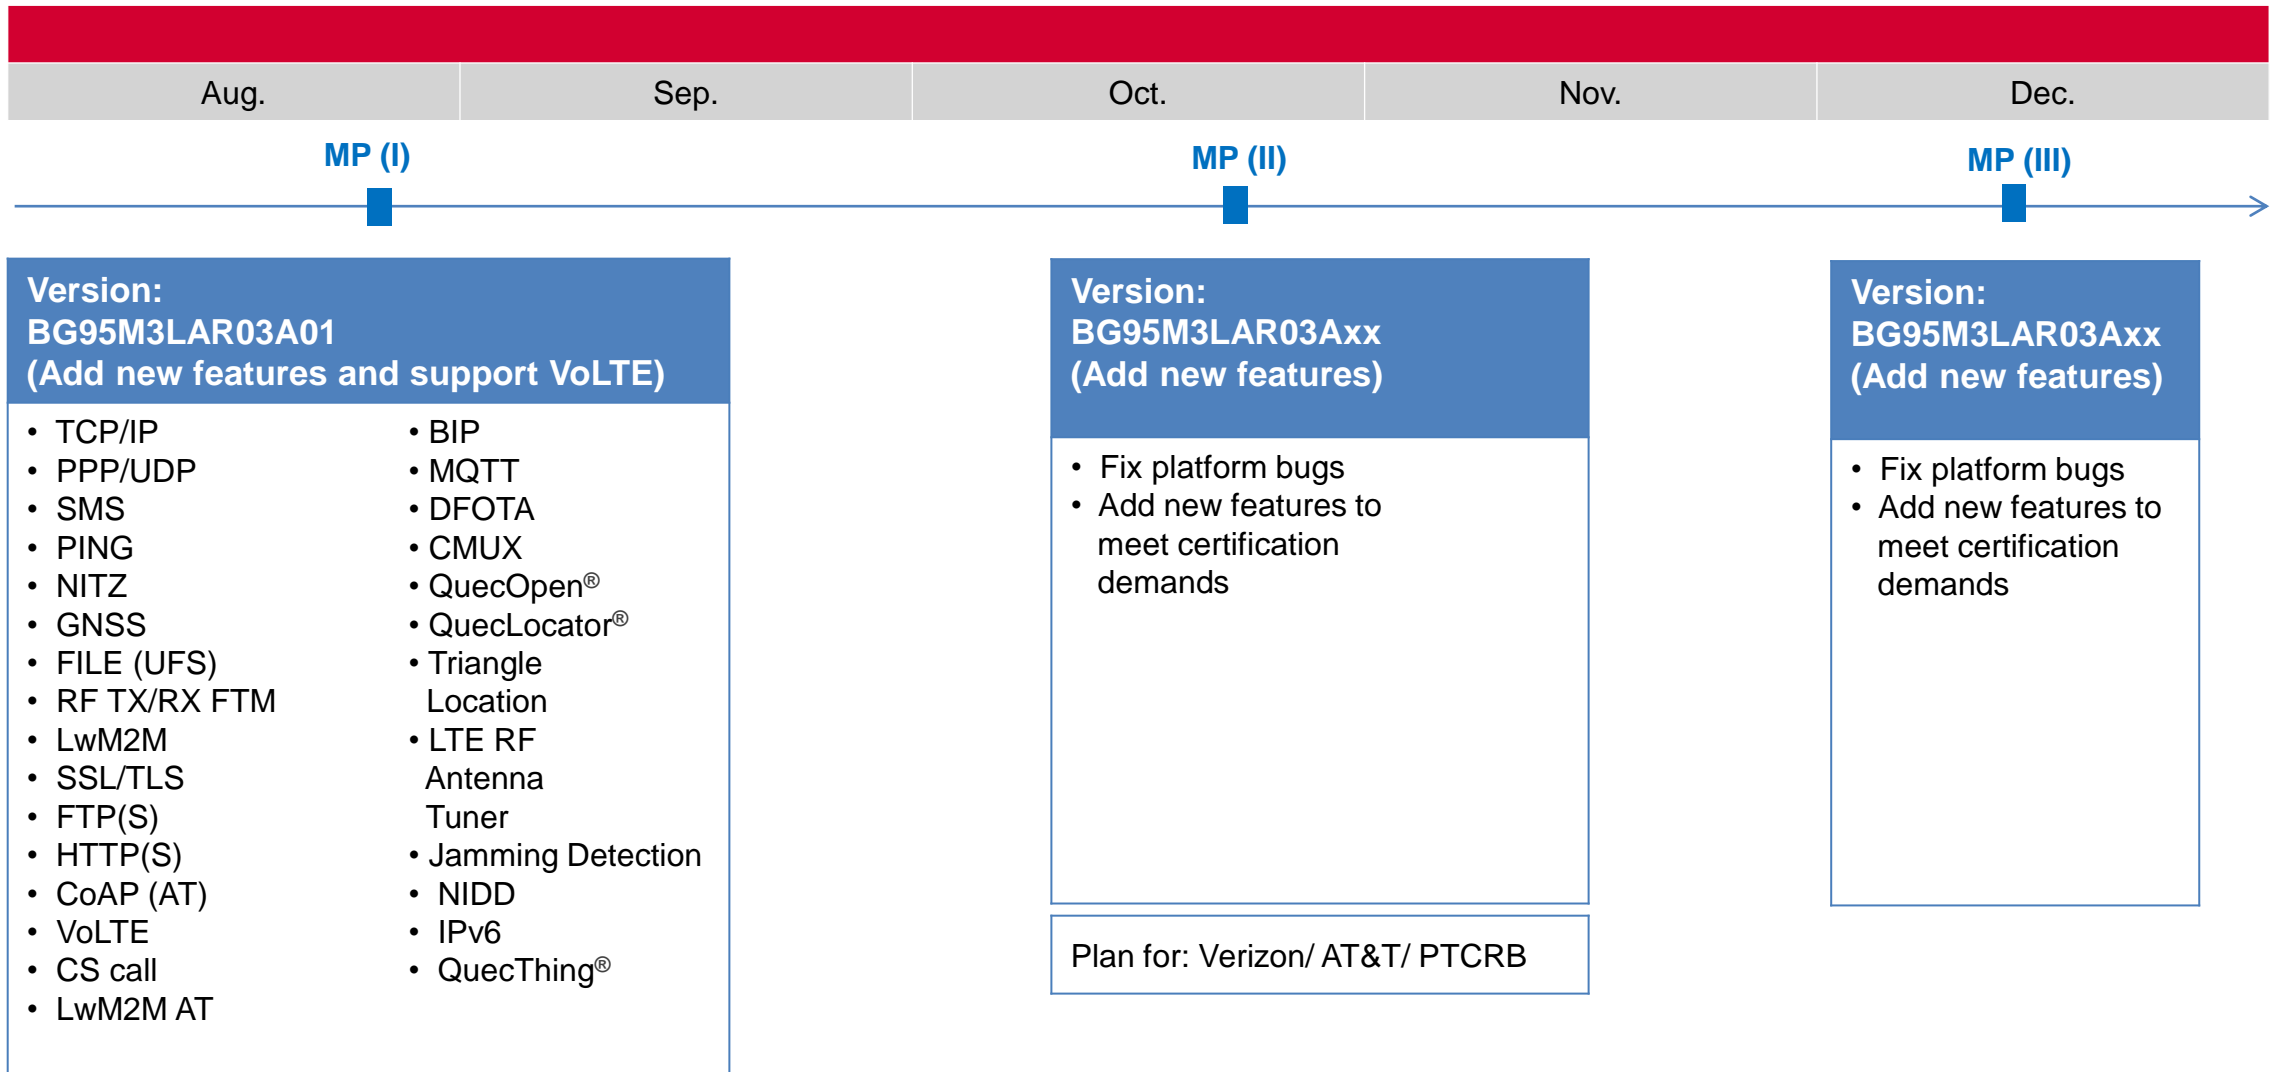 Aug.
Sep.
Oct.
Nov.
Dec.
MP (I)
MP (II)
MP (III)
Version:
BG95M3LAR03A01
(Add new features and support VoLTE)
• TCP/IP
• PPP/UDP
• SMS
• PING
• NITZ
• GNSS
• FILE (UFS)
• RF TX/RX FTM
• LwM2M
• SSL/TLS
• FTP(S)
• HTTP(S)
• CoAP (AT)
• VoLTE
• CS call
• LwM2M AT
• BIP
• MQTT
• DFOTA
• CMUX
• QuecOpen®
• QuecLocator®
• Triangle
Location
• LTE RF
Antenna
Tuner
• Jamming Detection
• NIDD
• IPv6
• QuecThing®
Version:
BG95M3LAR03Axx
(Add new features)
• Fix platform bugs
• Add new features to
meet certification
demands
Plan for: Verizon/ AT&T/ PTCRB
Version:
BG95M3LAR03Axx
(Add new features)
• Fix platform bugs
• Add new features to
meet certification
demands